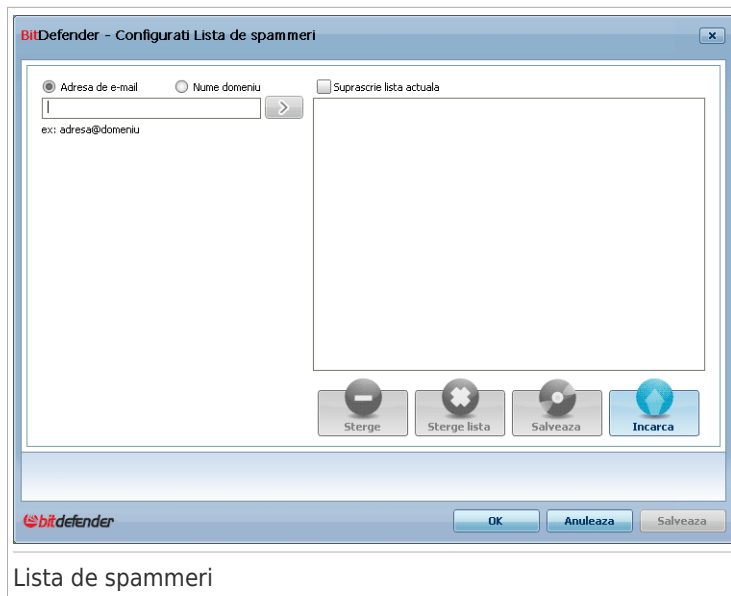 BitDefender - Configurati Lista de spammeri
Adresa de e-mail
Nume domeniu
Suprascrie lista actuala
ex: adresa@domeniu
Sterge
Sterge lista
Salveaza
Incarca
bitdefender
OK
Anuleaza
Salveaza
Lista de spammeri